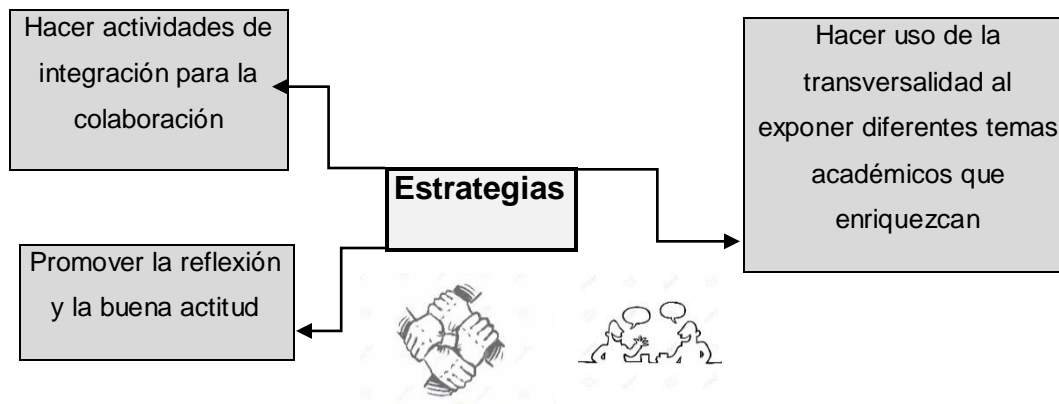 Hacer actividades de
integración para la
colaboración
Hacer uso de la
transversalidad al
exponer diferentes temas
académicos que
enriquezcan
Estrategias
Promover la reflexión
y la buena actitud